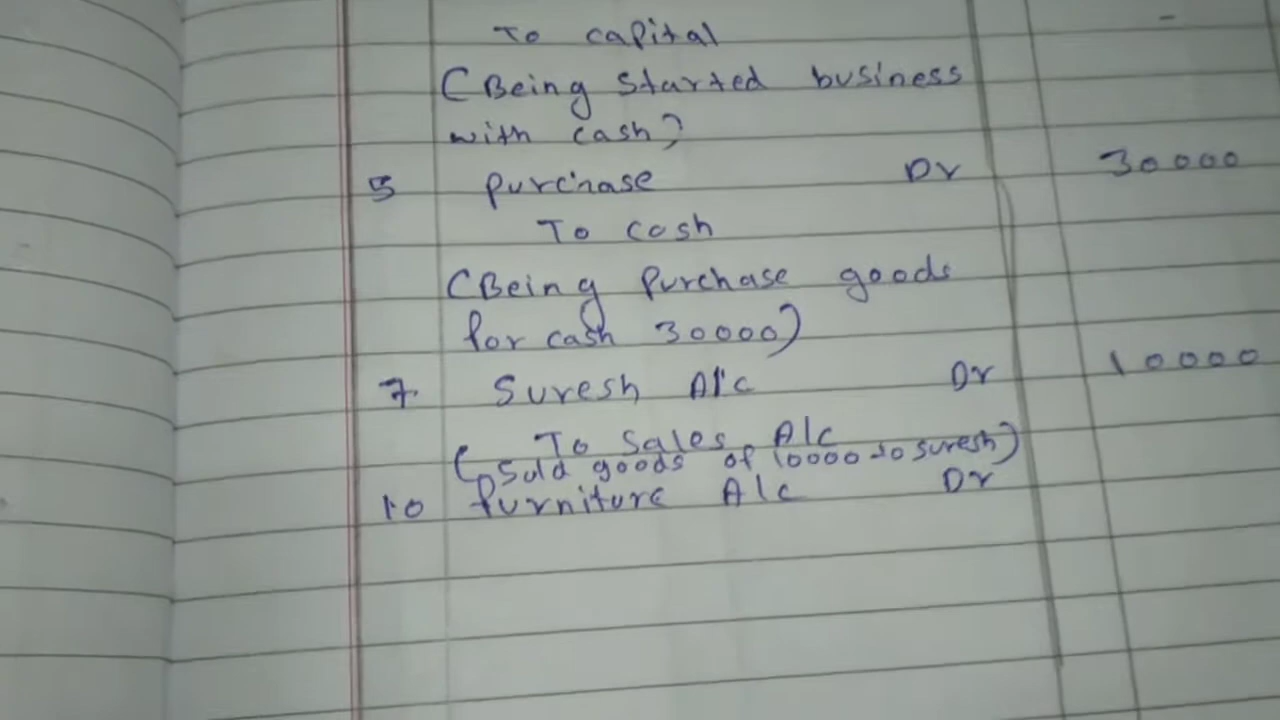 To capital
(Being Started business
with cash)
5 purchase Dr 30000
To cash
(Being Purchase goods
for cash 30000)
7. Suresh A/c Dr 10000
To Sales A/c
(Sold goods of 10000 to suresh)
10 furniture A/c Dr